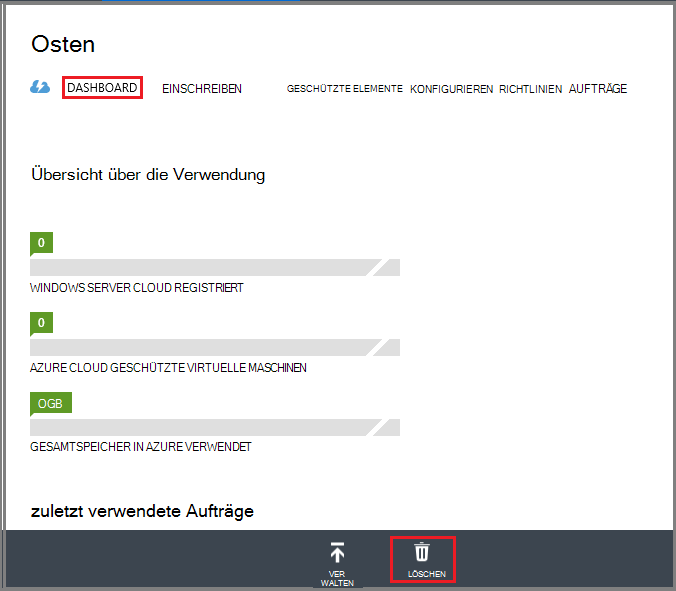 Osten
DASHBOARD EINSCHREIBEN GESCHÜTZTE ELEMENTE KONFIGURIEREN RICHTLINIEN AUFTRÄGE
Übersicht über die Verwendung
0
WINDOWS SERVER CLOUD REGISTRIERT
0
AZURE CLOUD GESCHÜTZTE VIRTUELLE MASCHINEN
OGB
GESAMTSPEICHER IN AZURE VERWENDET
zuletzt verwendete Aufträge
VER
WALTEN
LÖSCHEN